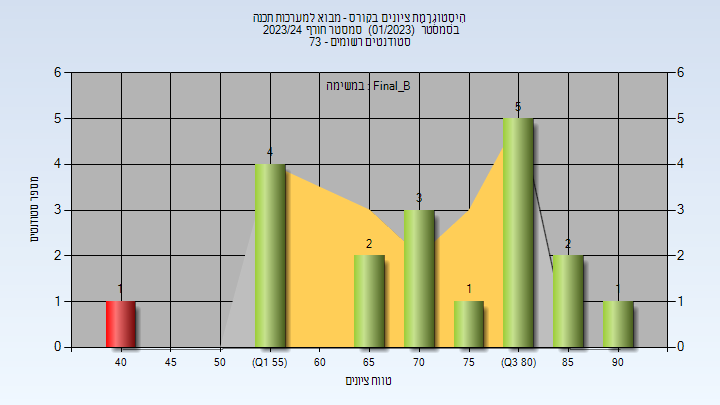 היסטוגרמת ציונים בקורס - מבוא למערכות תכנה
בסמסטר (01/2023) סמסטר חורף 2023/24
סטודנטים רשומים - 73
במשימה : Final_B
מספר סטודנטים
6 6
5 5
4 4
3 3
2 2
1 1
0 0
1 4 2 3 1 5 2 1
40 45 50 (Q1 55) 60 65 70 75 (Q3 80) 85 90
טווח ציונים